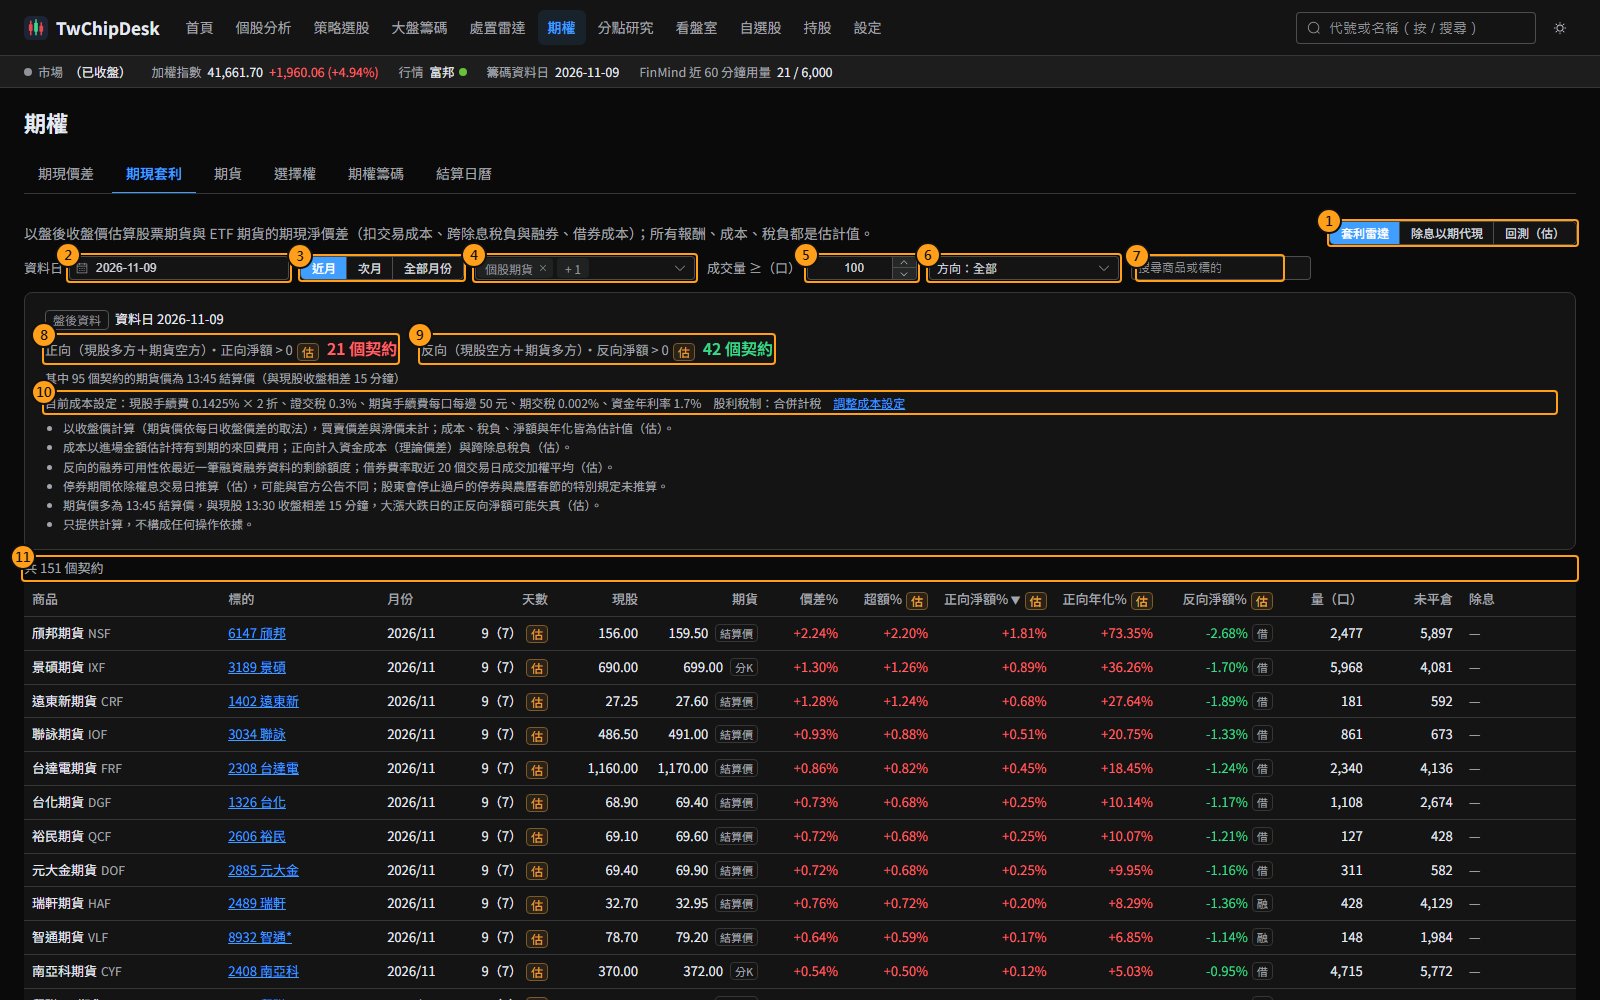 TwChipDesk 首頁 個股分析 策略選股 大盤籌碼 處置雷達 期權 分點研究 看盤室 自選股 持股 設定 代號或名稱（按 / 搜尋）
市場 （已收盤） 加權指數 41,661.70 +1,960.06 (+4.94%) 行情 富邦 籌碼資料日 2026-11-09 FinMind 近 60 分鐘用量 21 / 6,000
期權
期現價差 期現套利 期貨 選擇權 期權籌碼 結算日曆
以盤後收盤價估算股票期貨與 ETF 期貨的期現淨價差（扣交易成本、跨除息稅負與融券、借券成本）；所有報酬、成本、稅負都是估計值。
1 套利雷達 除息以期代現 回測（估）
資料日 2 2026-11-09 3 近月 次月 全部月份 4 個股期貨 × + 1 成交量 ≥（口） 5 100 6 方向：全部 7 搜尋商品或標的
盤後資料 資料日 2026-11-09
8 正向（現股多方＋期貨空方）・正向淨額 > 0 估 21 個契約 9 反向（現股空方＋期貨多方）・反向淨額 > 0 估 42 個契約
其中 95 個契約的期貨價為 13:45 結算價（與現股收盤相差 15 分鐘）
10 目前成本設定：現股手續費 0.1425% × 2 折、證交稅 0.3%、期貨手續費每口每邊 50 元、期交稅 0.002%、資金年利率 1.7% 股利稅制：合併計稅 調整成本設定
• 以收盤價計算（期貨價依每日收盤價差的取法），買賣價差與滑價未計；成本、稅負、淨額與年化皆為估計值（估）。
• 成本以進場金額估計持有到期的來回費用；正向計入資金成本（理論價差）與跨除息稅負（估）。
• 反向的融券可用性依最近一筆融資融券資料的剩餘額度；借券費率取近 20 個交易日成交加權平均（估）。
• 停券期間依除權息交易日推算（估），可能與官方公告不同；股東會停止過戶的停券與農曆春節的特別規定未推算。
• 期貨價多為 13:45 結算價，與現股 13:30 收盤相差 15 分鐘，大漲大跌日的正反向淨額可能失真（估）。
• 只提供計算，不構成任何操作依據。
11 共 151 個契約
商品 標的 月份 天數 現股 期貨 價差% 超額% 估 正向淨額% ▼ 估 正向年化% 估 反向淨額% 估 量（口） 未平倉 除息
頎邦期貨 NSF 6147 頎邦 2026/11 9（7） 估 156.00 159.50 結算價 +2.24% +2.20% +1.81% +73.35% -2.68% 借 2,477 5,897 —
景碩期貨 IXF 3189 景碩 2026/11 9（7） 估 690.00 699.00 分K +1.30% +1.26% +0.89% +36.26% -1.70% 借 5,968 4,081 —
遠東新期貨 CRF 1402 遠東新 2026/11 9（7） 估 27.25 27.60 結算價 +1.28% +1.24% +0.68% +27.64% -1.89% 借 181 592 —
聯詠期貨 IOF 3034 聯詠 2026/11 9（7） 估 486.50 491.00 結算價 +0.93% +0.88% +0.51% +20.75% -1.33% 借 861 673 —
台達電期貨 FRF 2308 台達電 2026/11 9（7） 估 1,160.00 1,170.00 結算價 +0.86% +0.82% +0.45% +18.45% -1.24% 借 2,340 4,136 —
台化期貨 DGF 1326 台化 2026/11 9（7） 估 68.90 69.40 結算價 +0.73% +0.68% +0.25% +10.14% -1.17% 借 1,108 2,674 —
裕民期貨 QCF 2606 裕民 2026/11 9（7） 估 69.10 69.60 結算價 +0.72% +0.68% +0.25% +10.07% -1.21% 借 127 428 —
元大金期貨 DOF 2885 元大金 2026/11 9（7） 估 69.40 69.90 結算價 +0.72% +0.68% +0.25% +9.95% -1.16% 借 311 582 —
瑞軒期貨 HAF 2489 瑞軒 2026/11 9（7） 估 32.70 32.95 結算價 +0.76% +0.72% +0.20% +8.29% -1.36% 融 428 4,129 —
智通期貨 VLF 8932 智通* 2026/11 9（7） 估 78.70 79.20 結算價 +0.64% +0.59% +0.17% +6.85% -1.14% 融 148 1,984 —
南亞科期貨 CYF 2408 南亞科 2026/11 9（7） 估 370.00 372.00 分K +0.54% +0.50% +0.12% +5.03% -0.95% 借 4,715 5,772 —